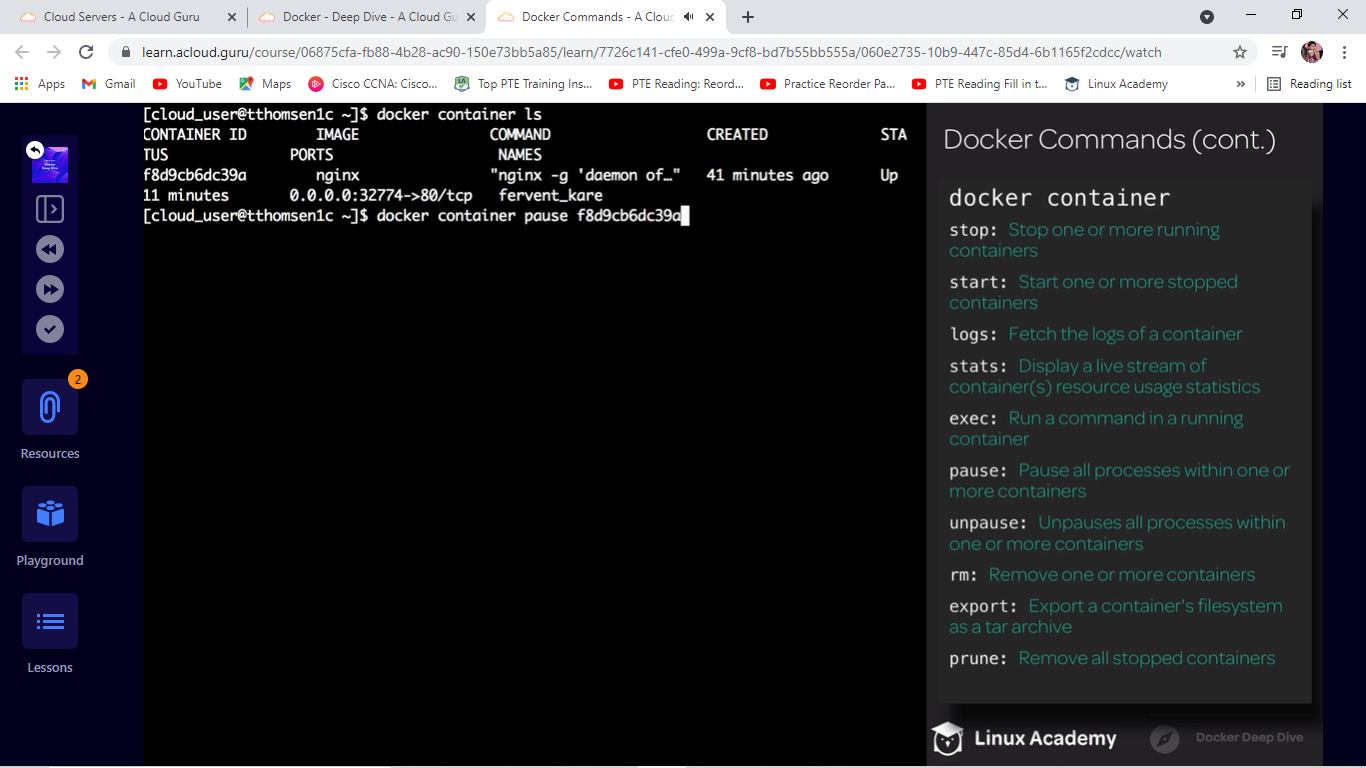 Cloud Servers - A Cloud Guru
Docker - Deep Dive - A Cloud Gu
Docker Commands - A Cloud
learn.acloud.guru/course/06875cfa-fb88-4b28-ac90-150e73bb5a85/learn/7726c141-cfe0-499a-9cf8-bd7b55bb555a/060e2735-10b9-447c-85d4-6b1165f2cdcc/watch
Apps Gmail YouTube Maps Cisco CCNA: Cisco... Top PTE Training Ins... PTE Reading: Reord... Practice Reorder Pa... PTE Reading Fill in t... Linux Academy » Reading list
[cloud_user@tthomsen1c ~]$ docker container ls
CONTAINER ID IMAGE COMMAND CREATED STA
TUS PORTS NAMES
f8d9cb6dc39a nginx "nginx -g 'daemon of…" 41 minutes ago Up
11 minutes 0.0.0.0:32774->80/tcp fervent_kare
[cloud_user@tthomsen1c ~]$ docker container pause f8d9cb6dc39a
Docker
Deep Dive
2
Resources
Playground
Lessons
Docker Commands (cont.)
docker container
stop: Stop one or more running
containers
start: Start one or more stopped
containers
logs: Fetch the logs of a container
stats: Display a live stream of
container(s) resource usage statistics
exec: Run a command in a running
container
pause: Pause all processes within one or
more containers
unpause: Unpauses all processes within
one or more containers
rm: Remove one or more containers
export: Export a container's filesystem
as a tar archive
prune: Remove all stopped containers
Linux Academy
Docker Deep Dive